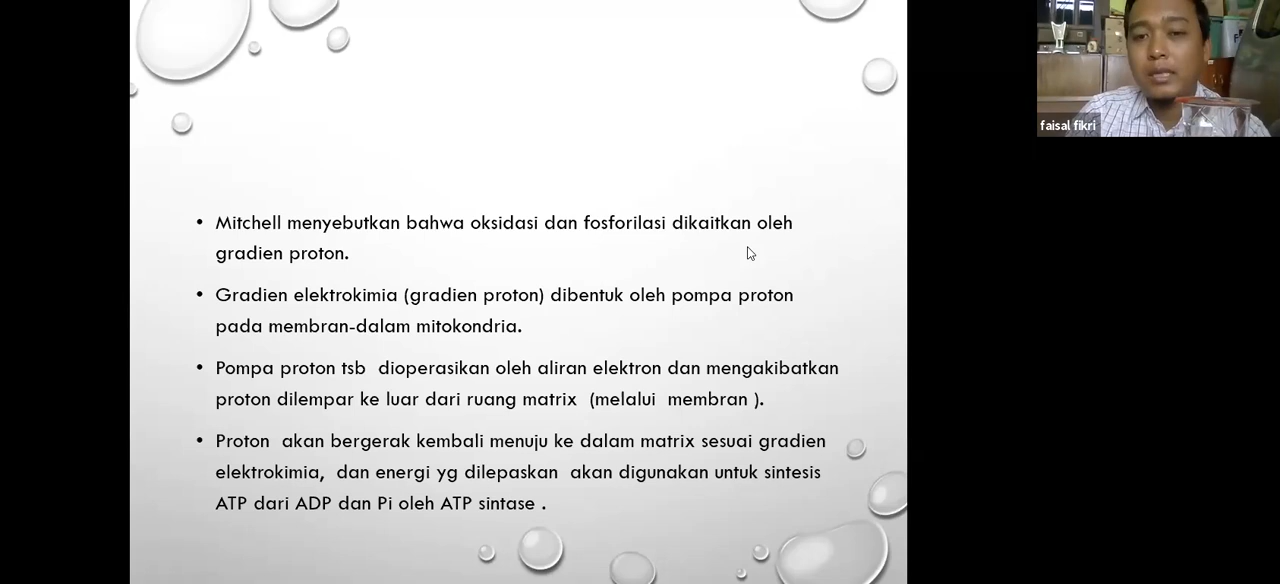 • Mitchell menyebutkan bahwa oksidasi dan fosforilasi dikaitkan oleh
gradien proton.
• Gradien elektrokimia (gradien proton) dibentuk oleh pompa proton
pada membran-dalam mitokondria.
• Pompa proton tsb  dioperasikan oleh aliran elektron dan mengakibatkan
proton dilempar ke luar dari ruang matrix  (melalui  membran ).
• Proton  akan bergerak kembali menuju ke dalam matrix sesuai gradien
elektrokimia,  dan energi yg dilepaskan  akan digunakan untuk sintesis
ATP dari ADP dan Pi oleh ATP sintase .
faisal fikri